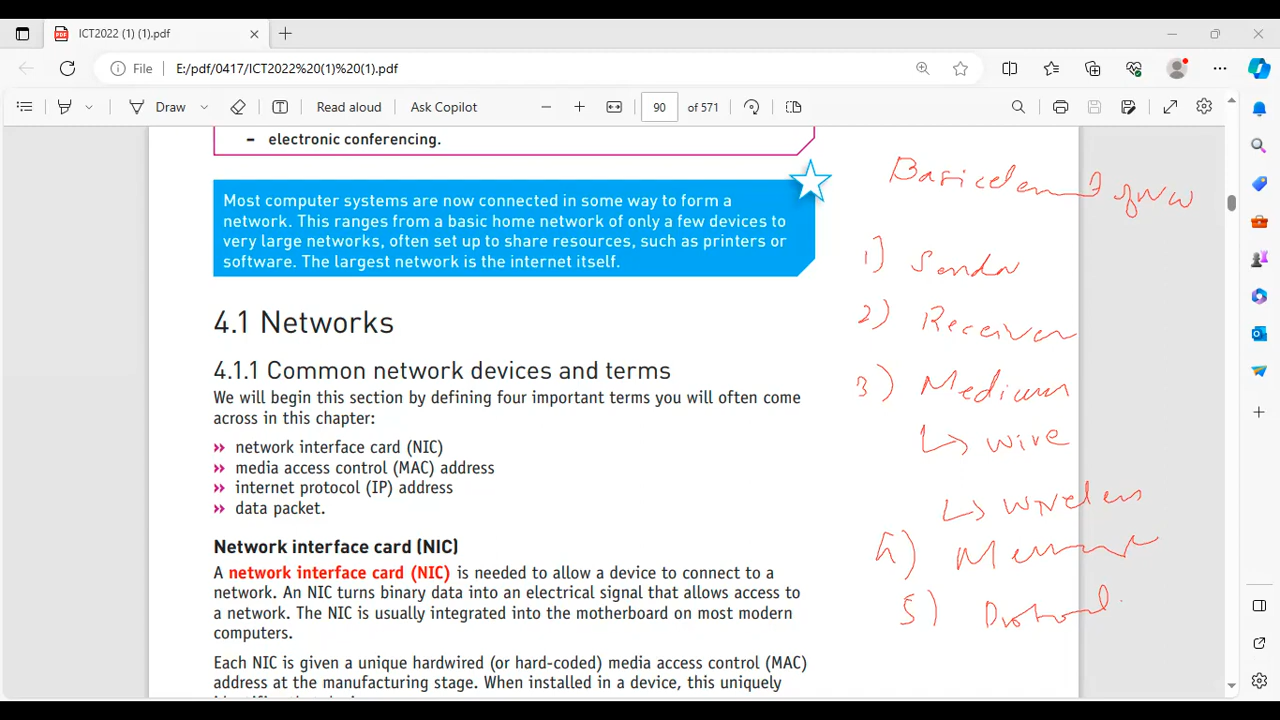 ICT2022 (1) (1).pdf
File
E:/pdf/0417/ICT2022%20(1)%20(1).pdf
Draw
Read aloud
Ask Copilot
90 of 571
– electronic conferencing.
Most computer systems are now connected in some way to form a
network. This ranges from a basic home network of only a few devices to
very large networks, often set up to share resources, such as printers or
software. The largest network is the internet itself.
4.1 Networks
4.1.1 Common network devices and terms
We will begin this section by defining four important terms you will often come
across in this chapter:
›› network interface card (NIC)
›› media access control (MAC) address
›› internet protocol (IP) address
›› data packet.
Network interface card (NIC)
A network interface card (NIC) is needed to allow a device to connect to a
network. An NIC turns binary data into an electrical signal that allows access to
a network. The NIC is usually integrated into the motherboard on most modern
computers.
Each NIC is given a unique hardwired (or hard-coded) media access control (MAC)
address at the manufacturing stage. When installed in a device, this uniquely
Basic element of NW
1) Sender
2) Receiver
3) Medium
↳ wire
↳ wireless
4) Message
5) Protocol